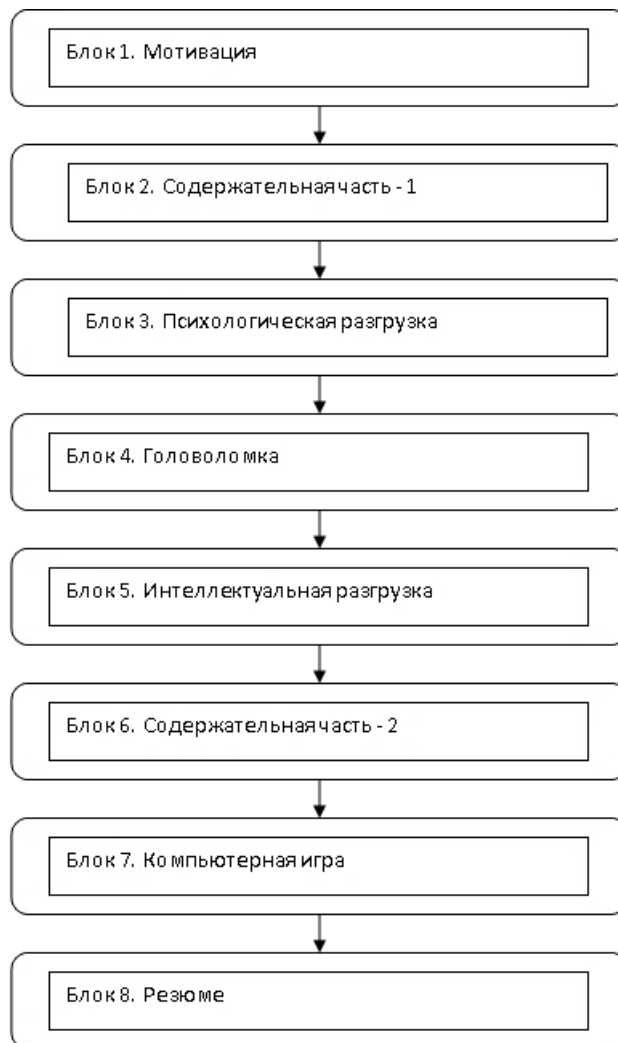 Блок 1. Мотивация
Блок 2. Содержательная часть - 1
Блок 3. Психологическая разгрузка
Блок 4. Головоломка
Блок 5. Интеллектуальная разгрузка
Блок 6. Содержательная часть - 2
Блок 7. Компьютерная игра
Блок 8. Резюме